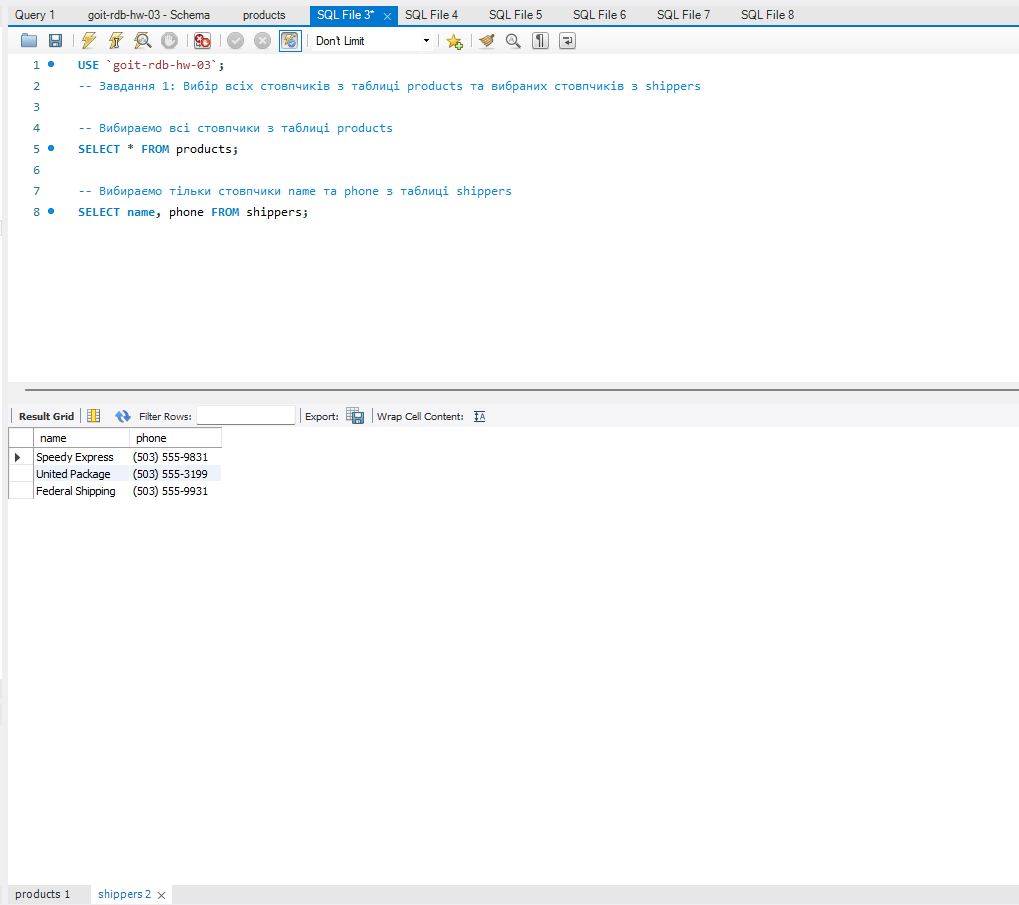 Query 1 goit-rdb-hw-03 - Schema products SQL File 3* SQL File 4 SQL File 5 SQL File 6 SQL File 7 SQL File 8
Don't Limit
1 USE `goit-rdb-hw-03`;
2 -- Завдання 1: Вибір всіх стовпчиків з таблиці products та вибраних стовпчиків з shippers
3
4 -- Вибираємо всі стовпчики з таблиці products
5 SELECT * FROM products;
6
7 -- Вибираємо тільки стовпчики name та phone з таблиці shippers
8 SELECT name, phone FROM shippers;
Result Grid Filter Rows: Export: Wrap Cell Content:
name phone
Speedy Express (503) 555-9831
United Package (503) 555-3199
Federal Shipping (503) 555-9931
products 1 shippers 2